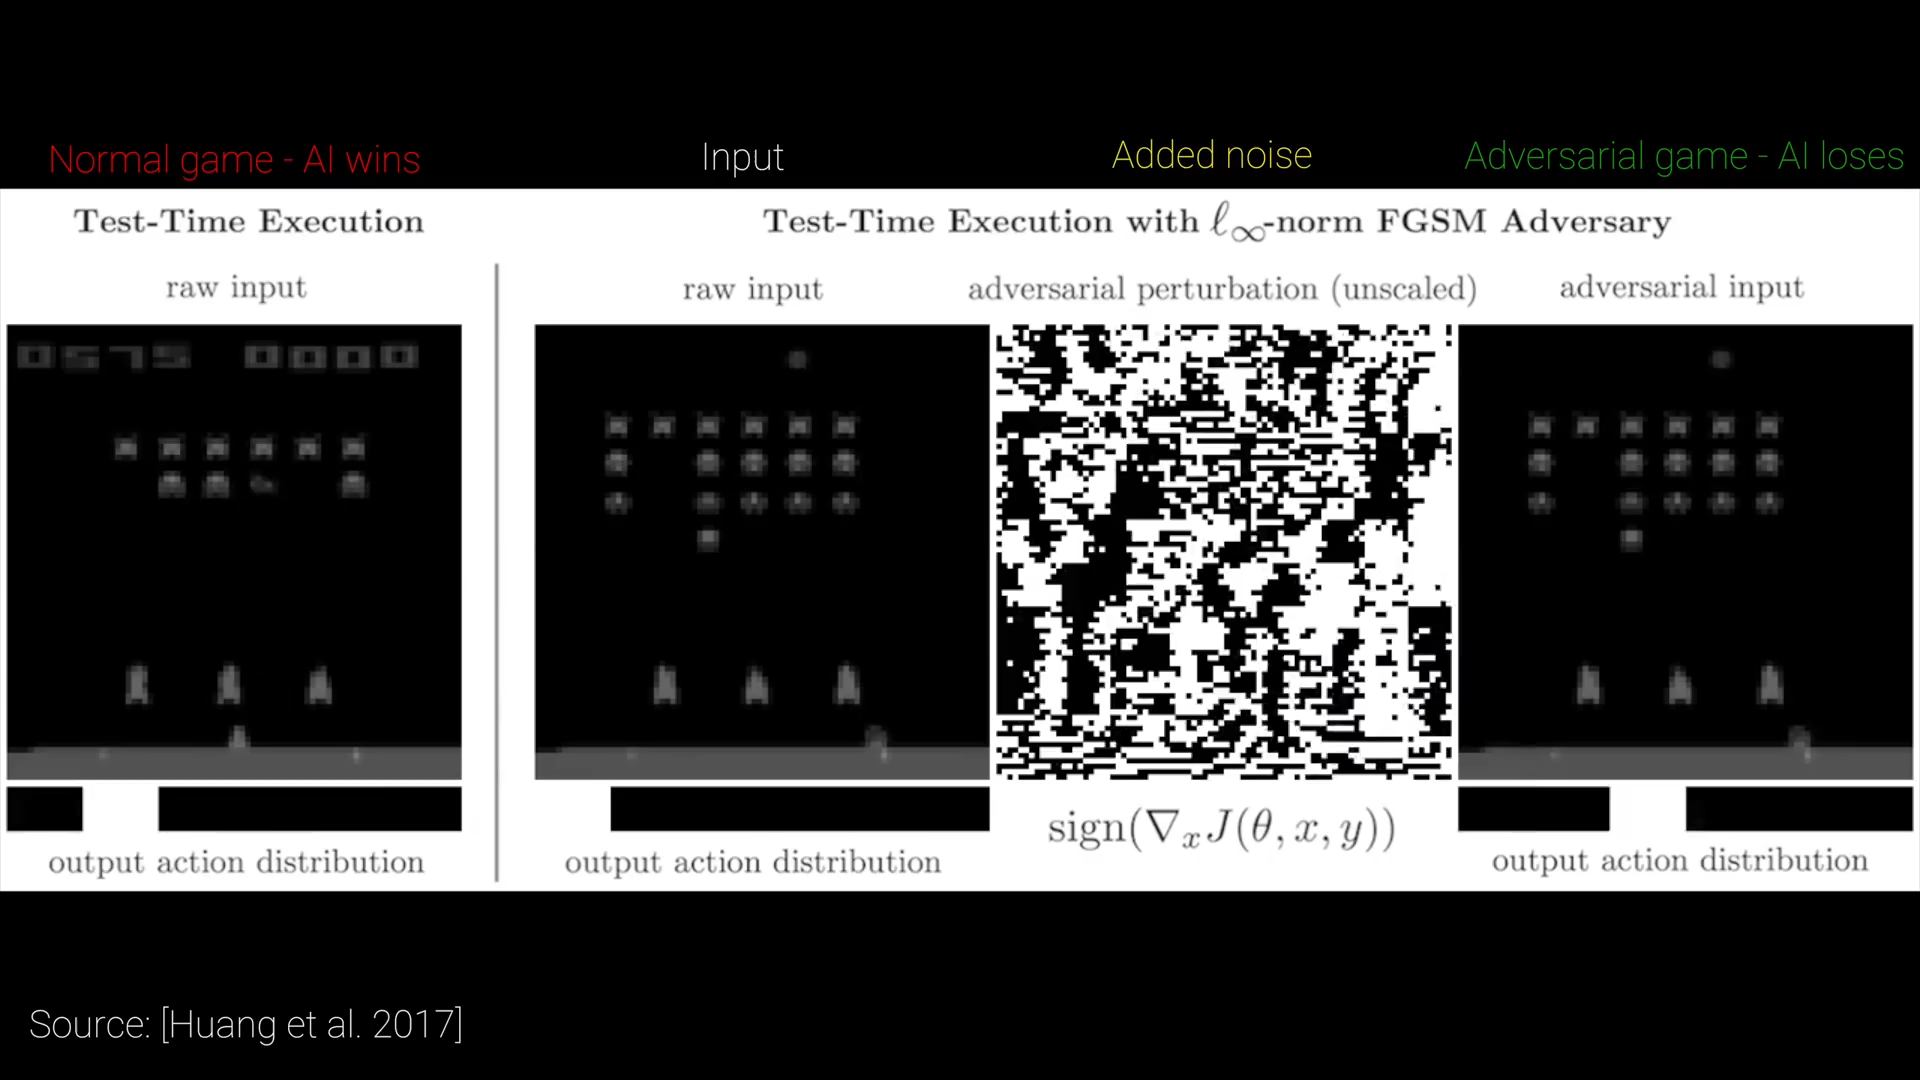 Normal game - AI wins
Input
Added noise
Adversarial game - AI loses
Test-Time Execution
Test-Time Execution with ℓ∞-norm FGSM Adversary
raw input
raw input
adversarial perturbation (unscaled)
adversarial input
0575 0000
sign(∇ₓJ(θ, x, y))
output action distribution
output action distribution
output action distribution
Source: [Huang et al. 2017]